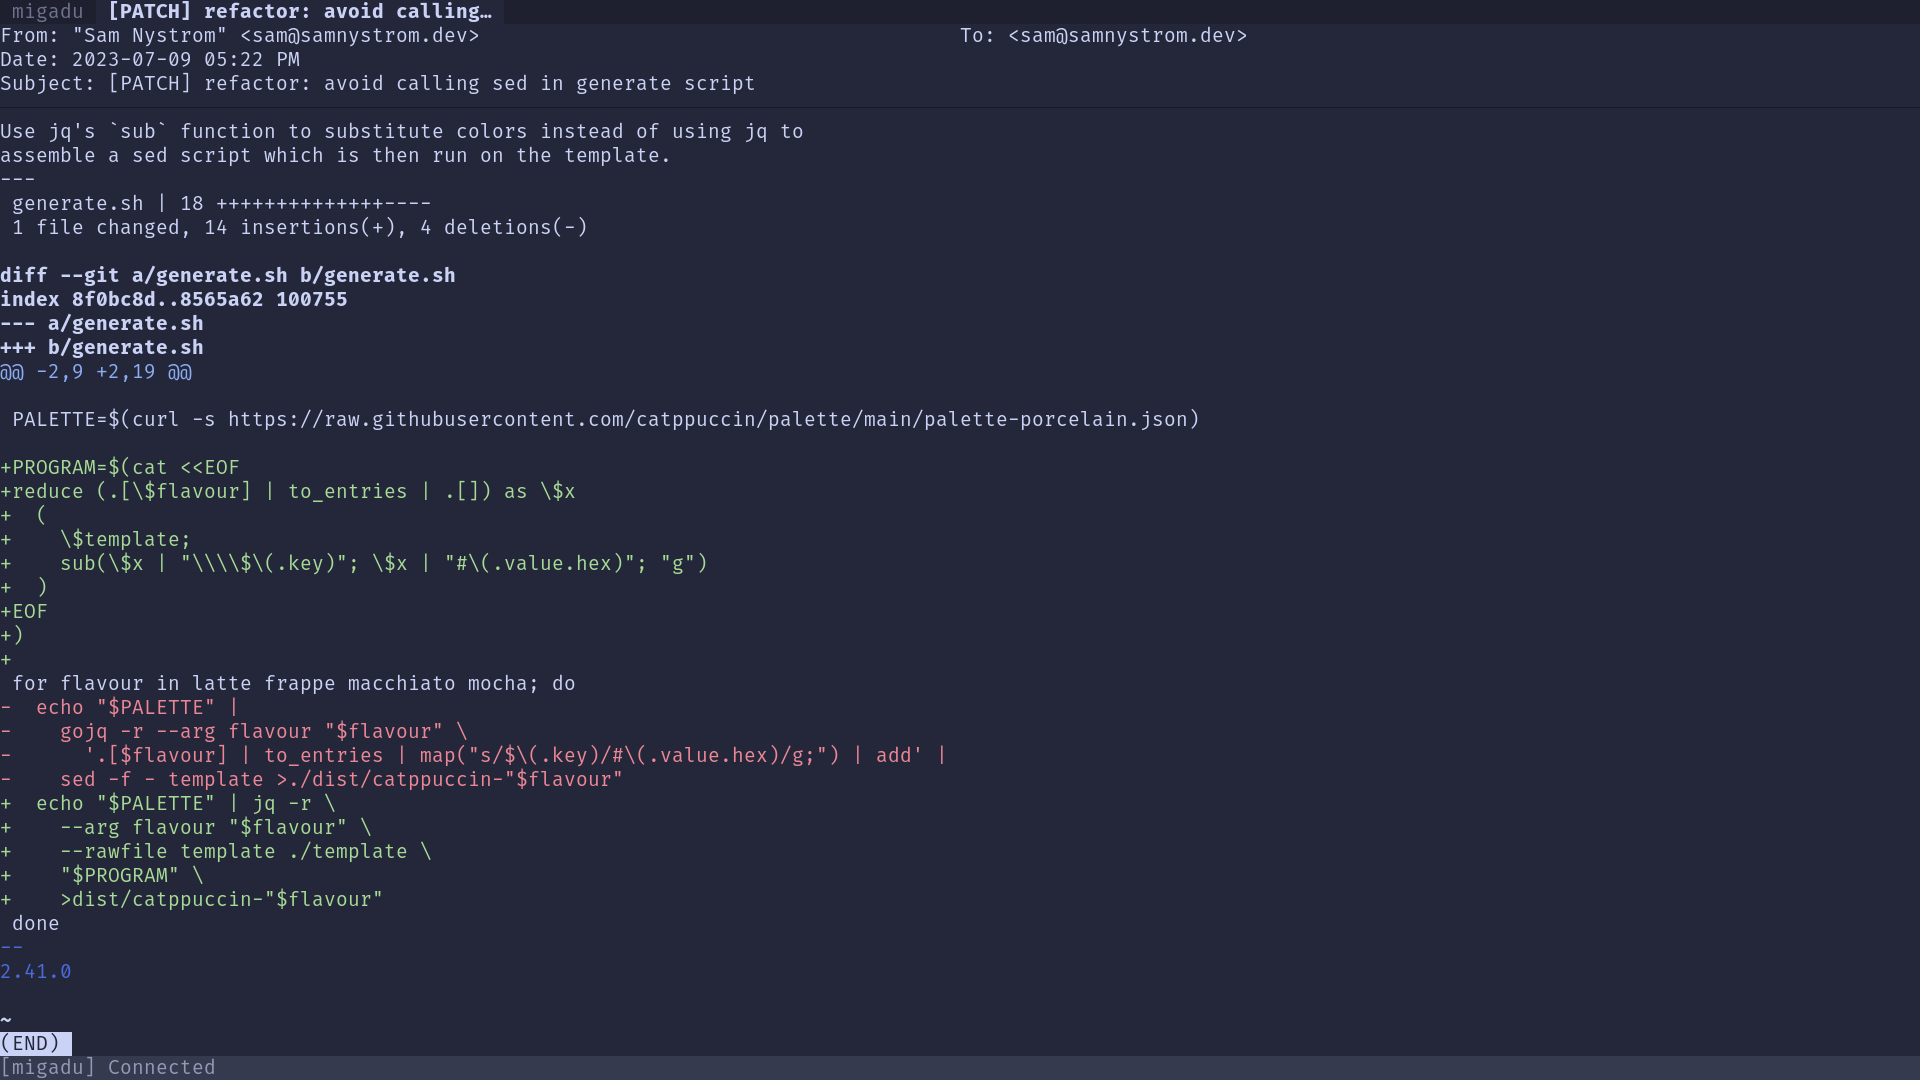 migadu  [PATCH] refactor: avoid calling…
From: "Sam Nystrom" <sam@samnystrom.dev>  To: <sam@samnystrom.dev>
Date: 2023-07-09 05:22 PM
Subject: [PATCH] refactor: avoid calling sed in generate script
Use jq's `sub` function to substitute colors instead of using jq to
assemble a sed script which is then run on the template.
---
 generate.sh | 18 ++++++++++++++----
 1 file changed, 14 insertions(+), 4 deletions(-)

diff --git a/generate.sh b/generate.sh
index 8f0bc8d..8565a62 100755
--- a/generate.sh
+++ b/generate.sh
@@ -2,9 +2,19 @@

 PALETTE=$(curl -s https://raw.githubusercontent.com/catppuccin/palette/main/palette-porcelain.json)

+PROGRAM=$(cat <<EOF
+reduce (.[\$flavour] | to_entries | .[]) as \$x
+  (
+    \$template;
+    sub(\$x | "\\\\$\(.key)"; \$x | "#\(.value.hex)"; "g")
+  )
+EOF
+)
+
 for flavour in latte frappe macchiato mocha; do
-  echo "$PALETTE" |
-    gojq -r --arg flavour "$flavour" \
-      '.[$flavour] | to_entries | map("s/$\(.key)/#\(.value.hex)/g;") | add' |
-    sed -f - template >./dist/catppuccin-"$flavour"
+  echo "$PALETTE" | jq -r \
+    --arg flavour "$flavour" \
+    --rawfile template ./template \
+    "$PROGRAM" \
+    >dist/catppuccin-"$flavour"
 done
--
2.41.0

~
(END)
[migadu] Connected